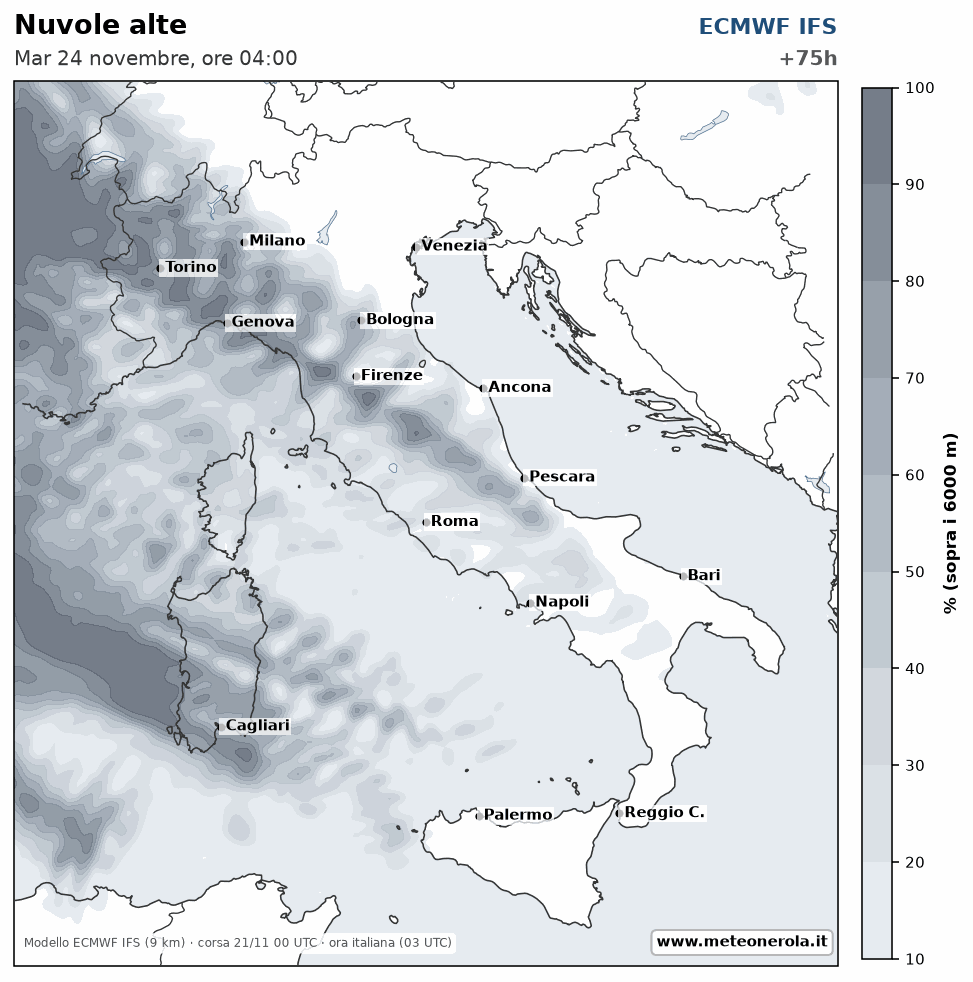 Nuvole alte
ECMWF IFS
Mar 24 novembre, ore 04:00
+75h
Milano
Venezia
Torino
Genova
Bologna
Firenze
Ancona
Pescara
Roma
Bari
Napoli
Cagliari
Palermo
Reggio C.
100
90
80
70
60
50
40
30
20
10
% (sopra i 6000 m)
Modello ECMWF IFS (9 km) · corsa 21/11 00 UTC · ora italiana (03 UTC)
www.meteonerola.it